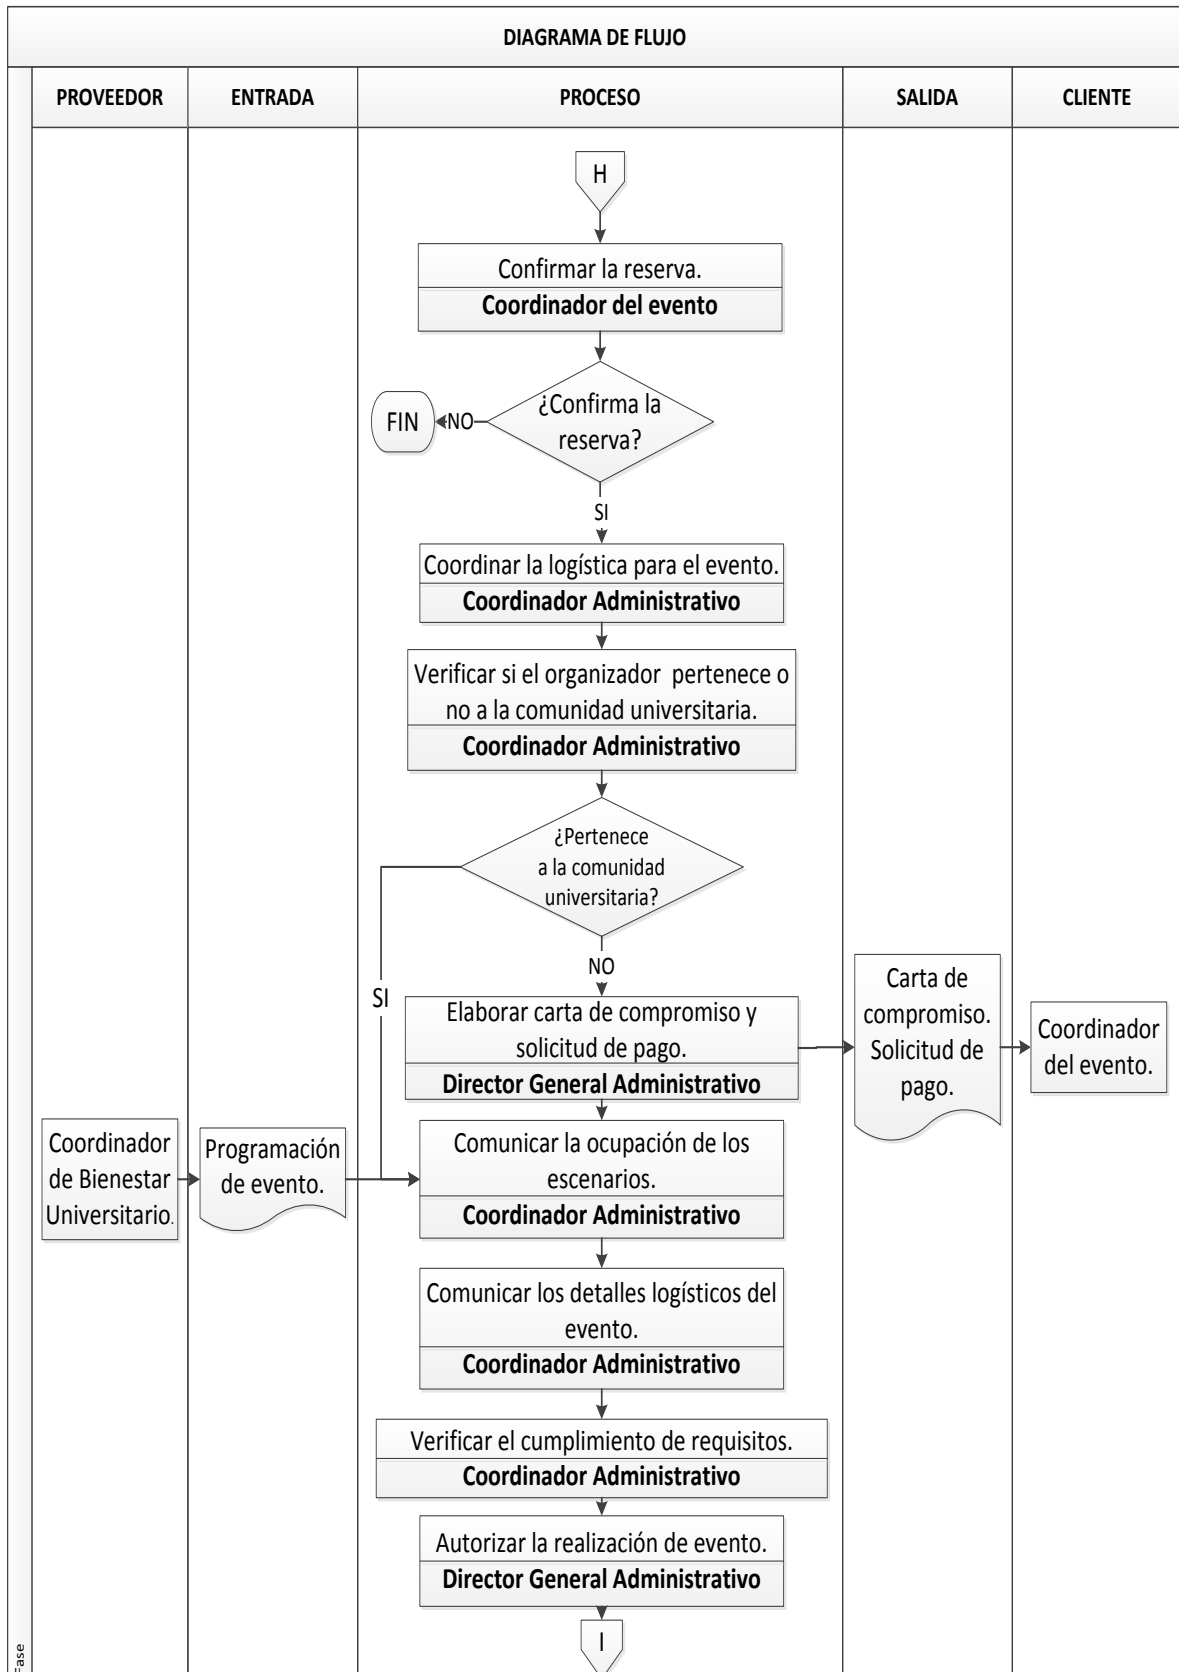 DIAGRAMA DE FLUJO
PROVEEDOR
ENTRADA
PROCESO
SALIDA
CLIENTE
H
Confirmar la reserva.
Coordinador del evento
¿Confirma la
reserva?
NO
FIN
SI
Coordinar la logística para el evento.
Coordinador Administrativo
Verificar si el organizador pertenece o
no a la comunidad universitaria.
Coordinador Administrativo
¿Pertenece
a la comunidad
universitaria?
NO
SI
Elaborar carta de compromiso y
solicitud de pago.
Director General Administrativo
Carta de
compromiso.
Solicitud de
pago.
Coordinador
del evento.
Coordinador
de Bienestar
Universitario.
Programación
de evento.
Comunicar la ocupación de los
escenarios.
Coordinador Administrativo
Comunicar los detalles logísticos del
evento.
Coordinador Administrativo
Verificar el cumplimiento de requisitos.
Coordinador Administrativo
Autorizar la realización de evento.
Director General Administrativo
I
Fase